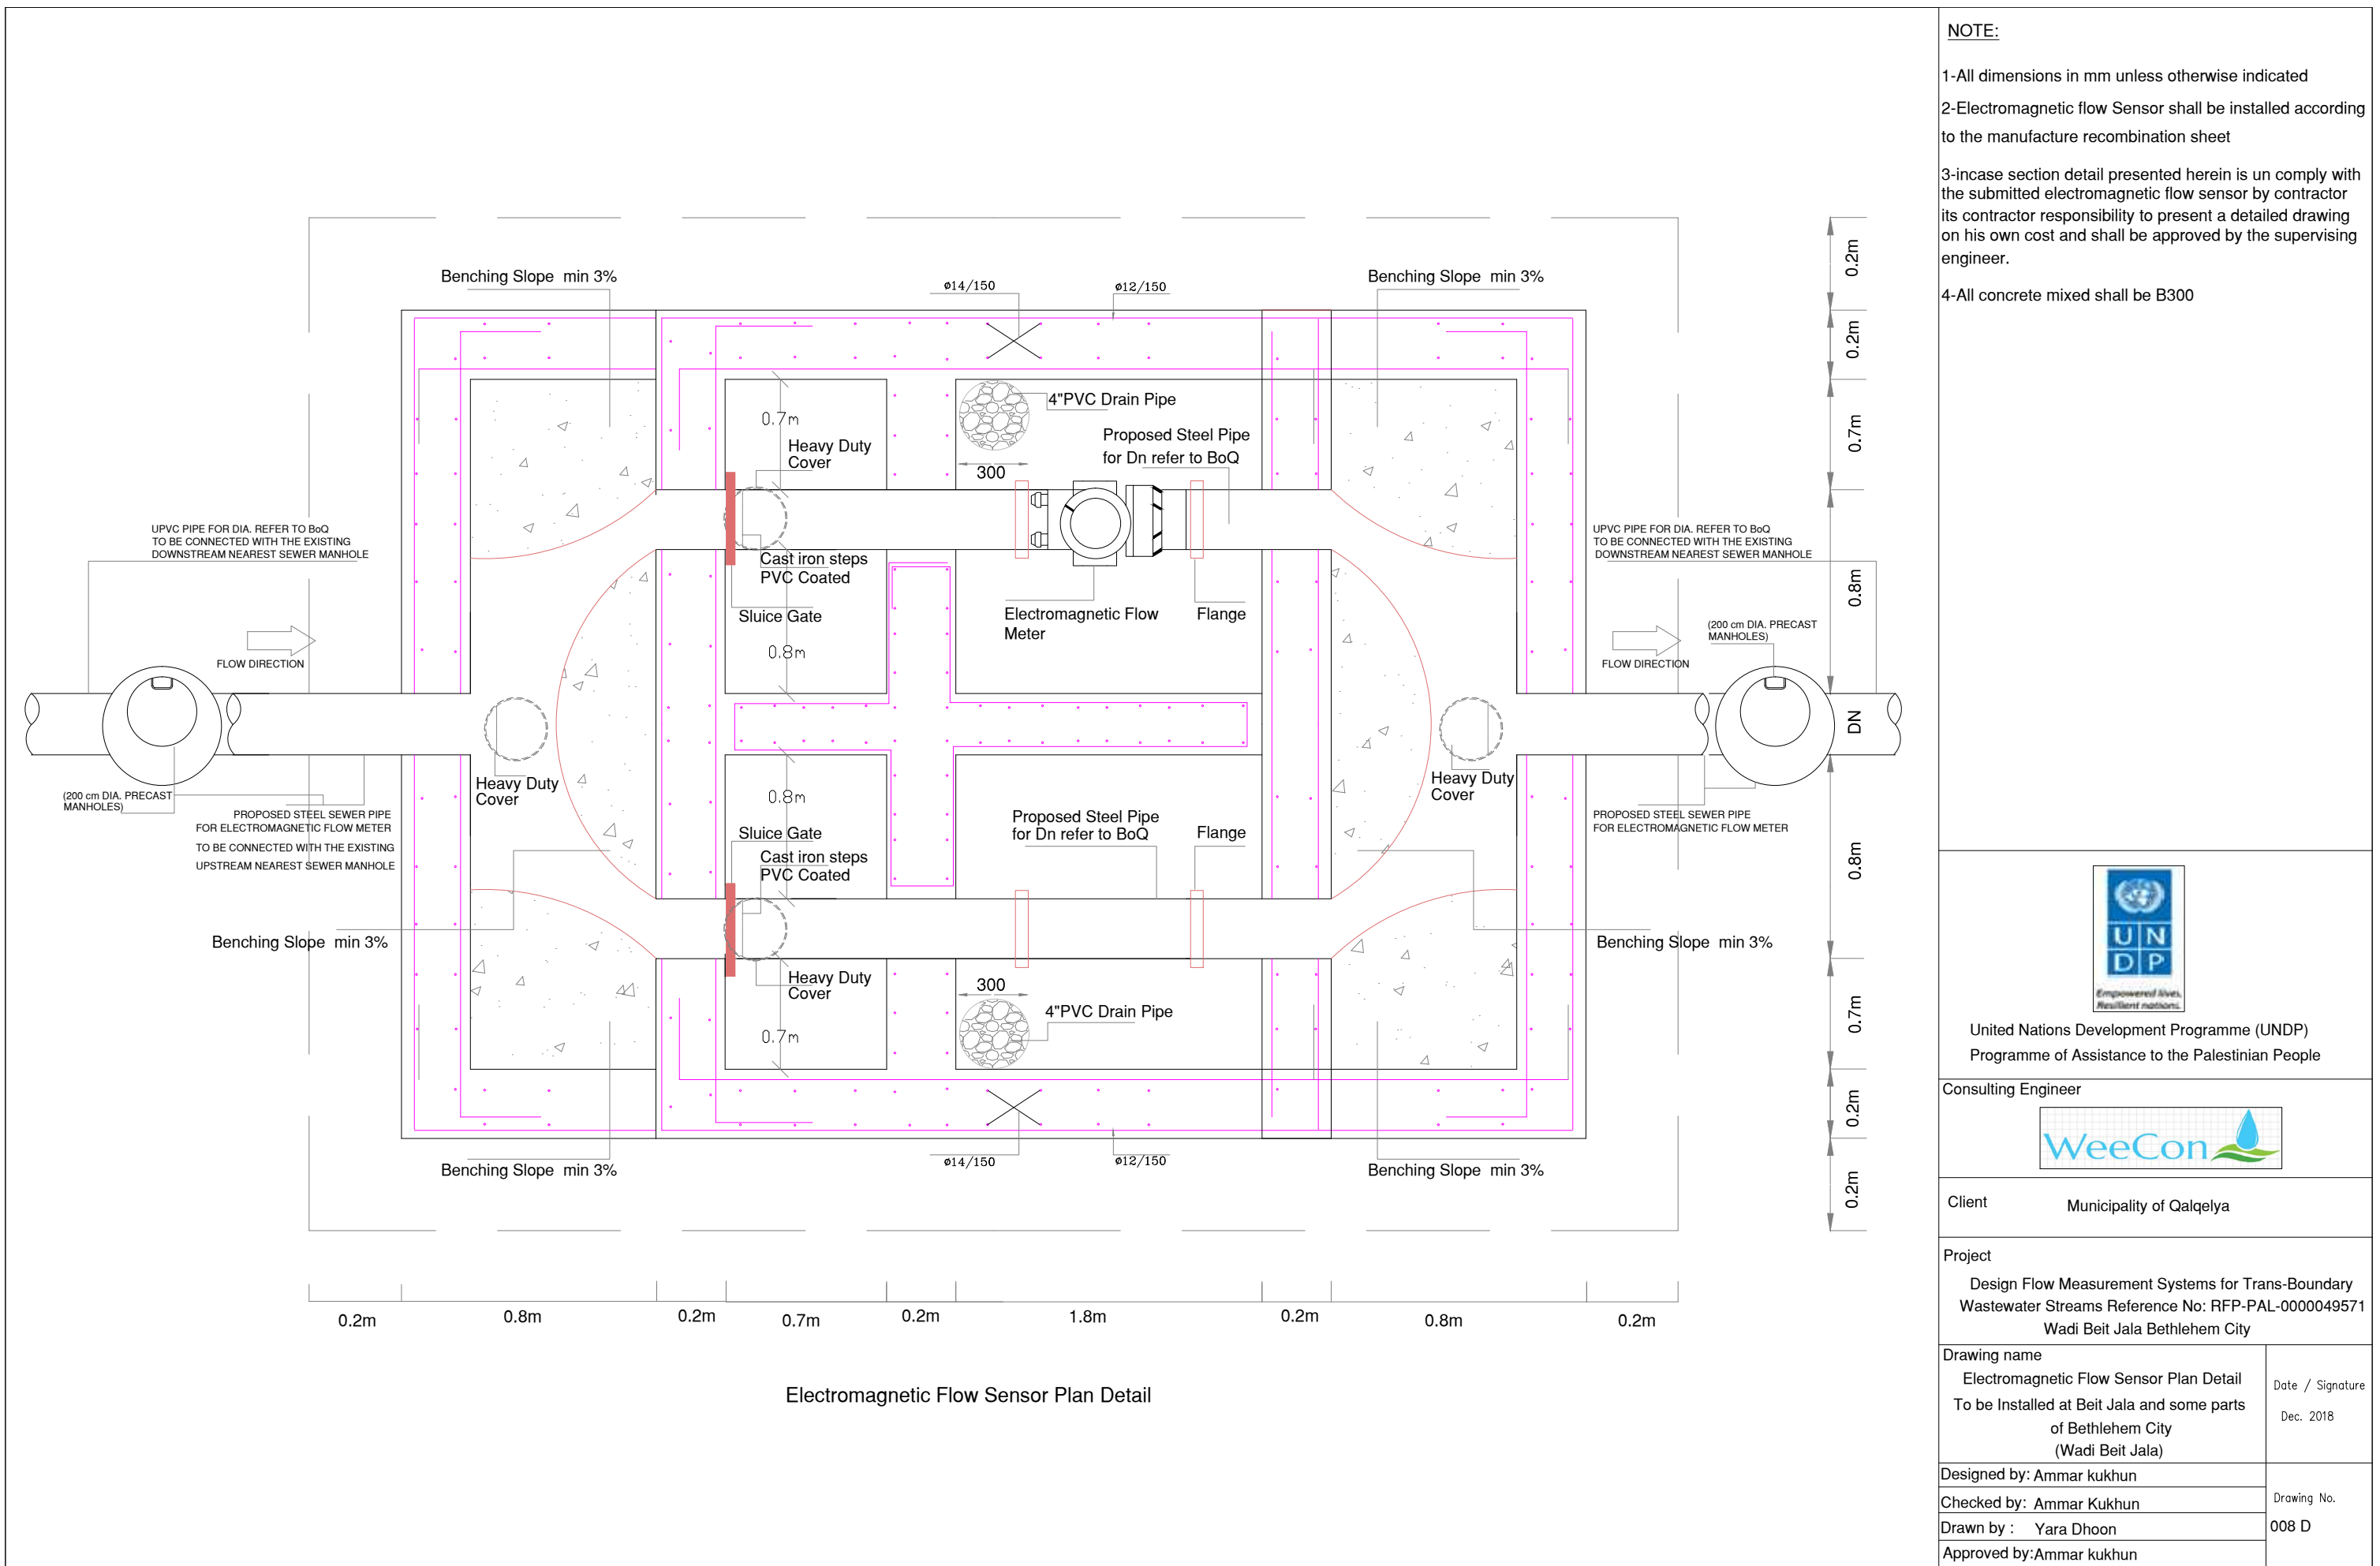 NOTE:
1-All dimensions in mm unless otherwise indicated
2-Electromagnetic flow Sensor shall be installed according
to the manufacture recombination sheet
3-incase section detail presented herein is un comply with
the submitted electromagnetic flow sensor by contractor
its contractor responsibility to present a detailed drawing
on his own cost and shall be approved by the supervising
engineer.
4-All concrete mixed shall be B300
Benching Slope min 3%
ø14/150
ø12/150
Benching Slope min 3%
0.2m
0.2m
0.7m
0.8m
DN
0.8m
0.7m
0.2m
0.2m
0.7m
Heavy Duty
Cover
4"PVC Drain Pipe
300
Proposed Steel Pipe
for Dn refer to BoQ
UPVC PIPE FOR DIA. REFER TO BoQ
TO BE CONNECTED WITH THE EXISTING
DOWNSTREAM NEAREST SEWER MANHOLE
UPVC PIPE FOR DIA. REFER TO BoQ
TO BE CONNECTED WITH THE EXISTING
DOWNSTREAM NEAREST SEWER MANHOLE
Cast iron steps
PVC Coated
Sluice Gate
Electromagnetic Flow
Meter
Flange
0.8m
FLOW DIRECTION
(200 cm DIA. PRECAST
MANHOLES)
FLOW DIRECTION
Heavy Duty
Cover
Heavy Duty
Cover
(200 cm DIA. PRECAST
MANHOLES)
PROPOSED STEEL SEWER PIPE
FOR ELECTROMAGNETIC FLOW METER
TO BE CONNECTED WITH THE EXISTING
UPSTREAM NEAREST SEWER MANHOLE
0.8m
Sluice Gate
Cast iron steps
PVC Coated
Proposed Steel Pipe
for Dn refer to BoQ
Flange
PROPOSED STEEL SEWER PIPE
FOR ELECTROMAGNETIC FLOW METER
Benching Slope min 3%
Benching Slope min 3%
Heavy Duty
Cover
300
4"PVC Drain Pipe
0.7m
Benching Slope min 3%
ø14/150
ø12/150
Benching Slope min 3%
0.2m
0.8m
0.2m
0.7m
0.2m
1.8m
0.2m
0.8m
0.2m
Electromagnetic Flow Sensor Plan Detail
U N
D P
Empowered lives.
Resilient nations.
United Nations Development Programme (UNDP)
Programme of Assistance to the Palestinian People
Consulting Engineer
WeeCon
Client Municipality of Qalqelya
Project
Design Flow Measurement Systems for Trans-Boundary
Wastewater Streams Reference No: RFP-PAL-0000049571
Wadi Beit Jala Bethlehem City
Drawing name
Electromagnetic Flow Sensor Plan Detail
To be Installed at Beit Jala and some parts
of Bethlehem City
(Wadi Beit Jala)
Date / Signature
Dec. 2018
Designed by: Ammar kukhun
Checked by: Ammar Kukhun
Drawn by : Yara Dhoon
Approved by:Ammar kukhun
Drawing No.
008 D